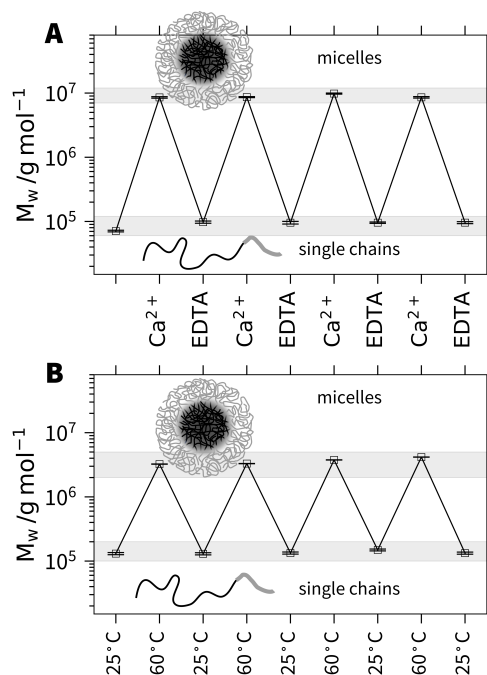 A
micelles
10⁷
10⁶
10⁵
M_w/g mol⁻¹
single chains
Ca²⁺
EDTA
Ca²⁺
EDTA
Ca²⁺
EDTA
Ca²⁺
EDTA
B
micelles
10⁷
10⁶
10⁵
M_w/g mol⁻¹
single chains
25°C
60°C
25°C
60°C
25°C
60°C
25°C
60°C
25°C